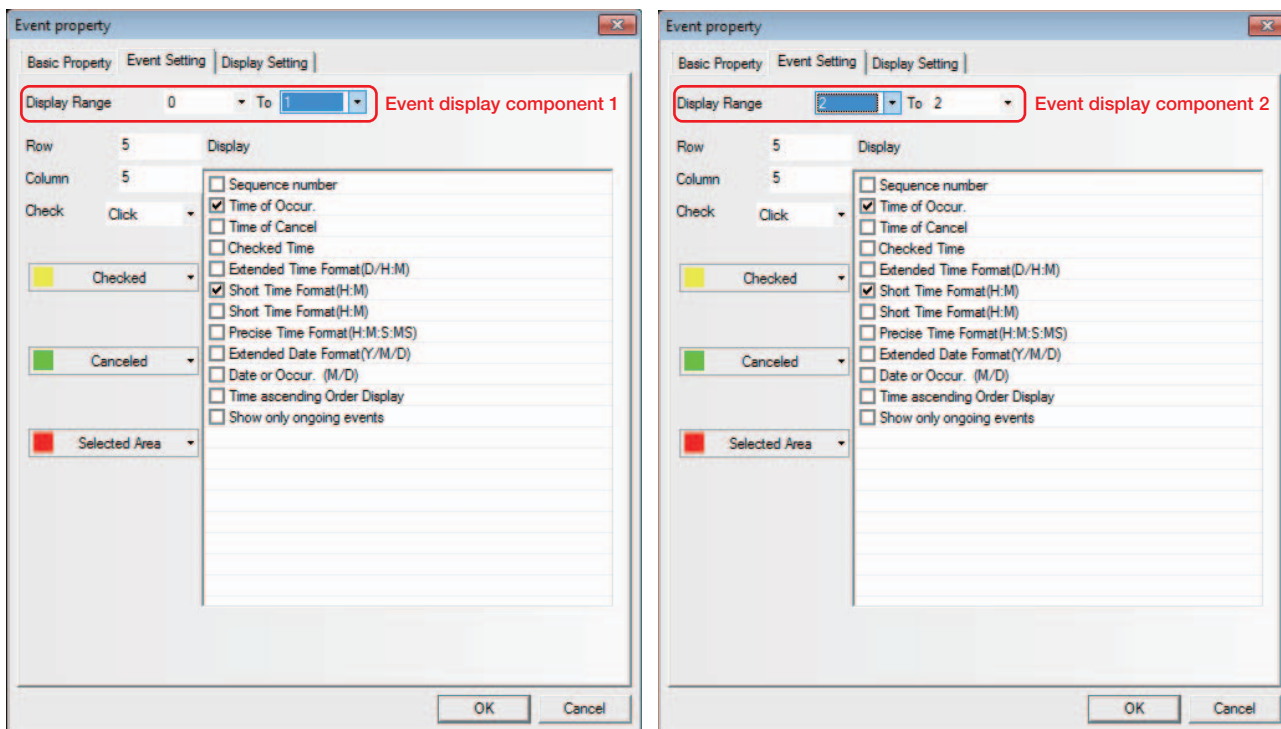 Event property
Basic Property Event Setting Display Setting
Display Range 0 To 1 Event display component 1
Row 5 Display
Column 5
Sequence number
Time of Occur.
Check Click
Time of Cancel
Checked Time
Extended Time Format(D/H:M)
Checked
Short Time Format(H:M)
Short Time Format(H:M)
Precise Time Format(H:M:S:MS)
Extended Date Format(Y/M/D)
Canceled
Date or Occur. (M/D)
Time ascending Order Display
Show only ongoing events
Selected Area
OK Cancel
Event property
Basic Property Event Setting Display Setting
Display Range 2 To 2 Event display component 2
Row 5 Display
Column 5
Sequence number
Time of Occur.
Check Click
Time of Cancel
Checked Time
Extended Time Format(D/H:M)
Checked
Short Time Format(H:M)
Short Time Format(H:M)
Precise Time Format(H:M:S:MS)
Extended Date Format(Y/M/D)
Canceled
Date or Occur. (M/D)
Time ascending Order Display
Show only ongoing events
Selected Area
OK Cancel